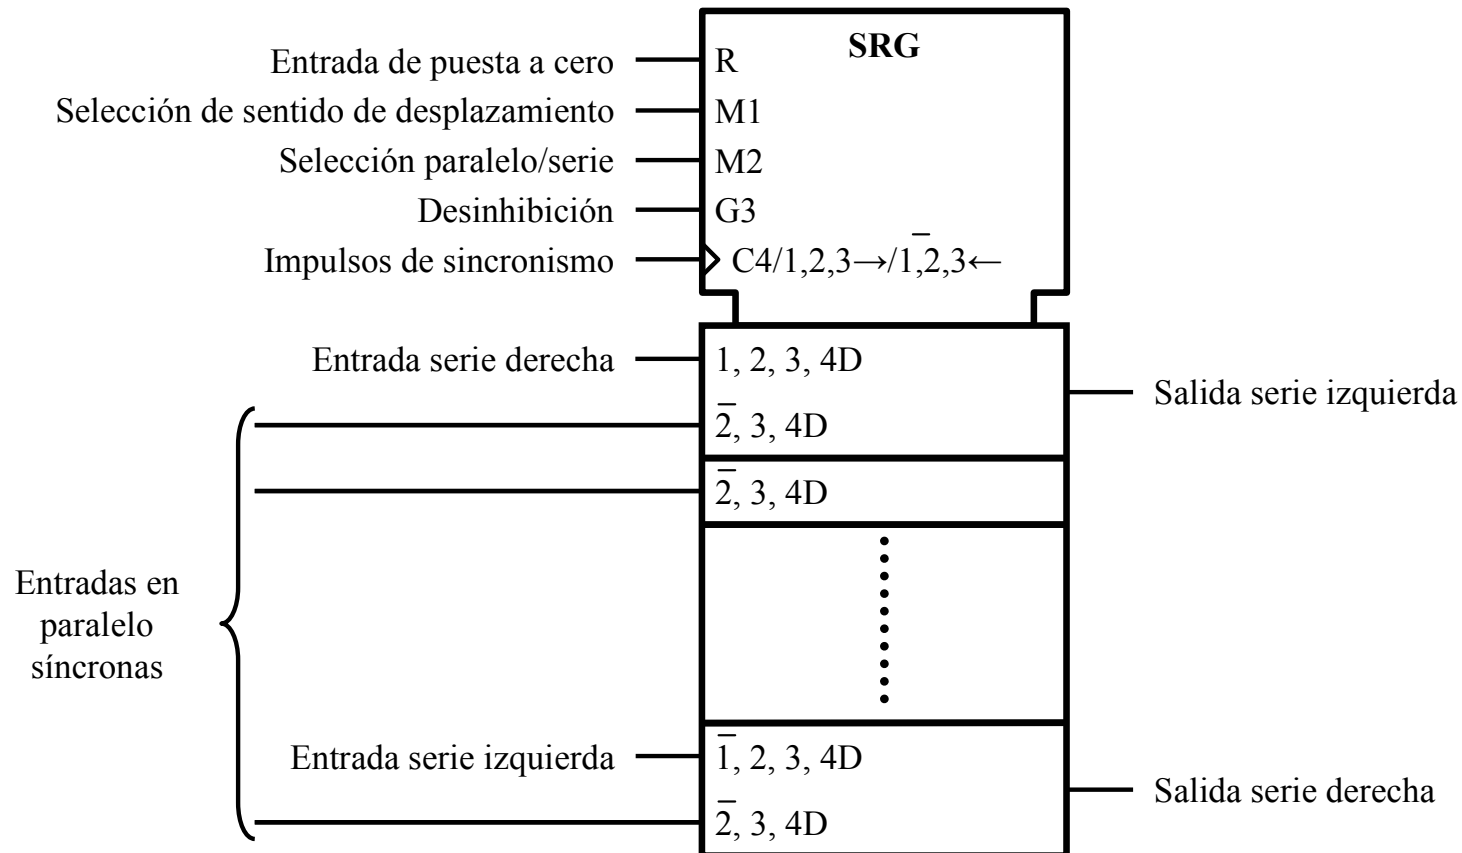 SRG
Entrada de puesta a cero R
Selección de sentido de desplazamiento M1
Selección paralelo/serie M2
Desinhibición G3
Impulsos de sincronismo C4/1,2,3→/1̅,2,3←
Entrada serie derecha 1, 2, 3, 4D
Salida serie izquierda
2̅, 3, 4D
2̅, 3, 4D
Entradas en
paralelo
síncronas
Entrada serie izquierda 1̅, 2, 3, 4D
Salida serie derecha
2̅, 3, 4D